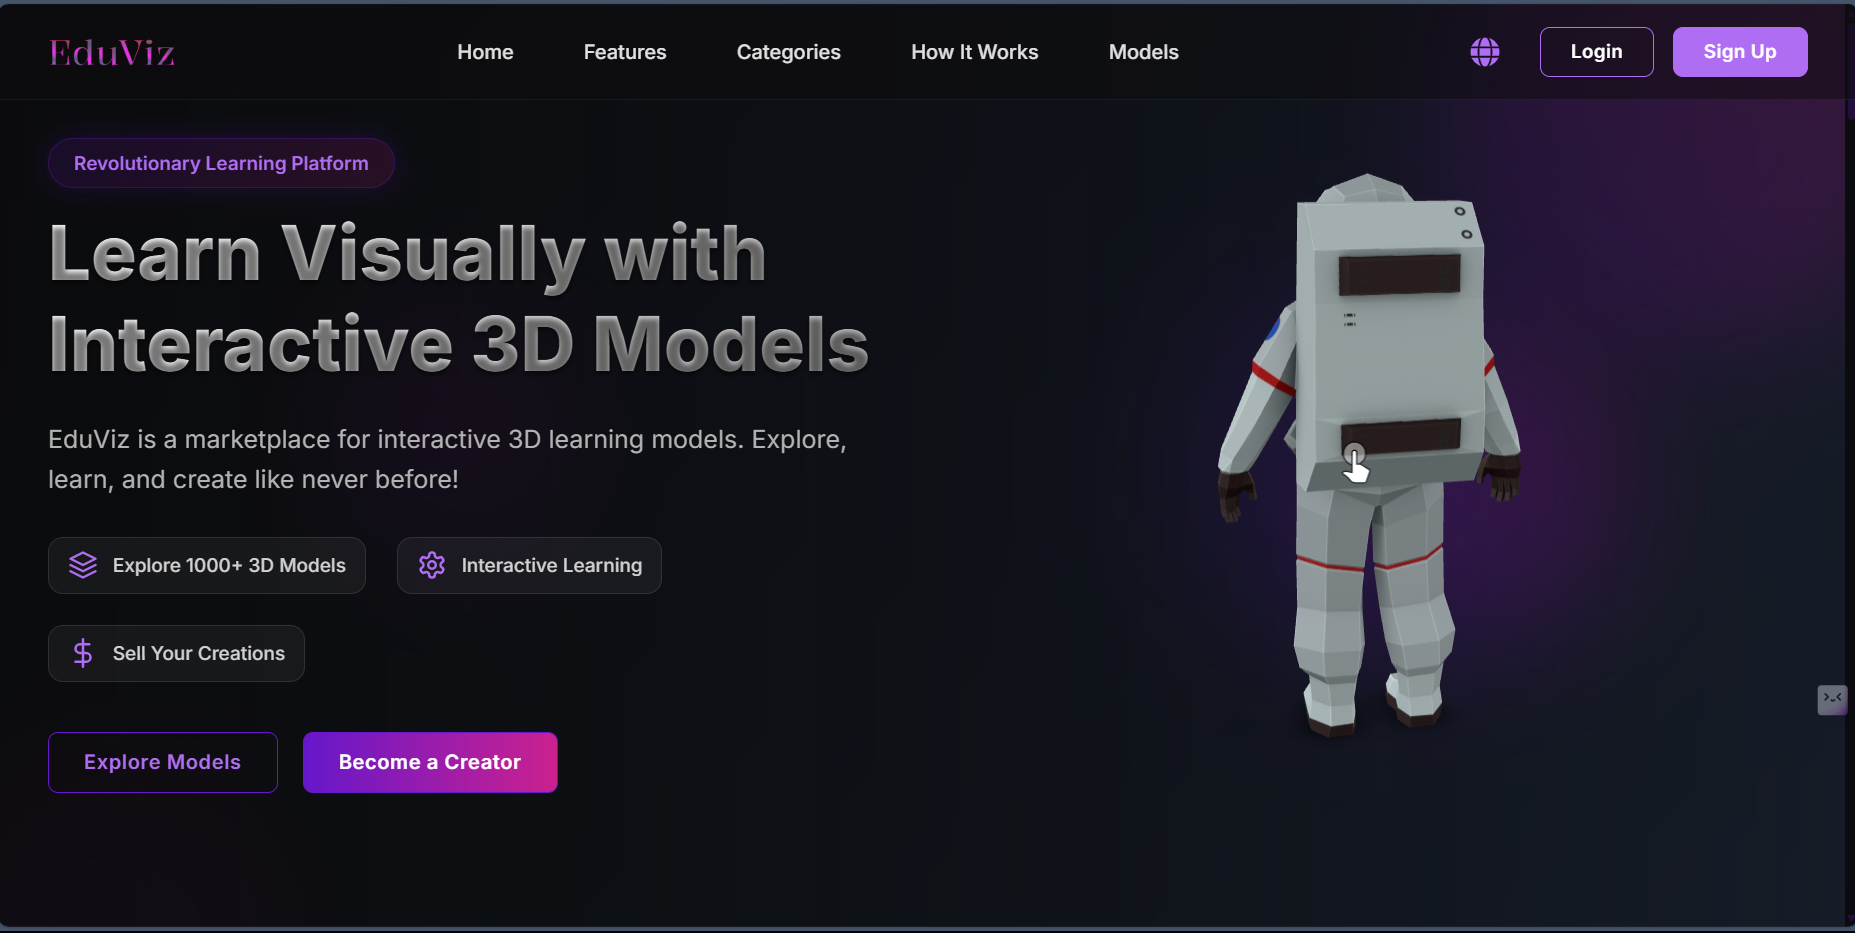 EduViz
Home
Features
Categories
How It Works
Models
Login
Sign Up
Revolutionary Learning Platform
Learn Visually with
Interactive 3D Models
EduViz is a marketplace for interactive 3D learning models. Explore,
learn, and create like never before!
Explore 1000+ 3D Models
Interactive Learning
Sell Your Creations
Explore Models
Become a Creator